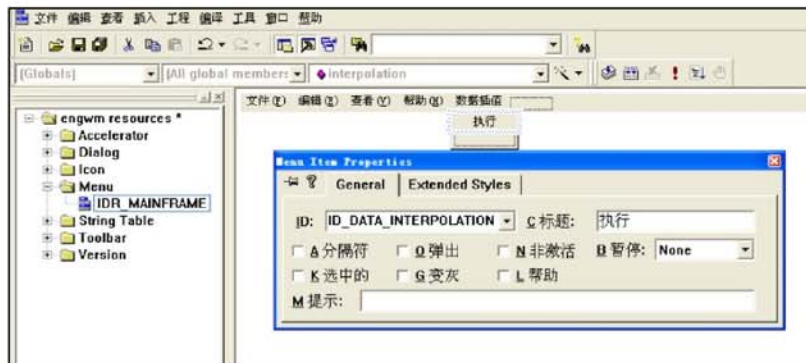 文件 编辑 查看 插入 工程 编译 工具 窗口 帮助
[Globals] [All global members interpolation
文件(F) 编辑(E) 查看(V) 帮助(H) 数据插值
执行
engwm resources *
Accelerator
Dialog
Icon
Menu
IDR_MAINFRAME
String Table
Toolbar
Version
Menu Item Properties
General Extended Styles
ID: ID_DATA_INTERPOLATION C标题: 执行
A分隔符 O弹出 N非激活 B暂停: None
K选中的 G变灰 L帮助
M提示: